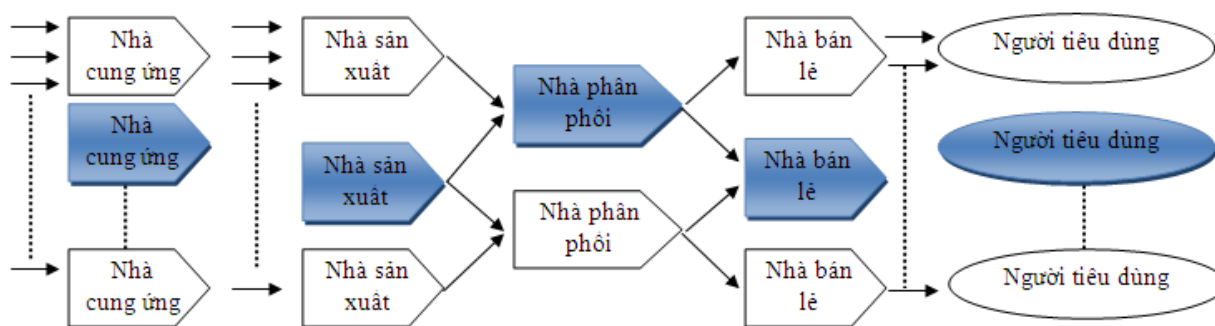 Nhà
cung ứng
Nhà
cung ứng
Nhà
cung ứng
Nhà sản
xuất
Nhà sản
xuất
Nhà sản
xuất
Nhà phân
phối
Nhà phân
phối
Nhà bán
lẻ
Nhà bán
lẻ
Nhà bán
lẻ
Người tiêu dùng
Người tiêu dùng
Người tiêu dùng